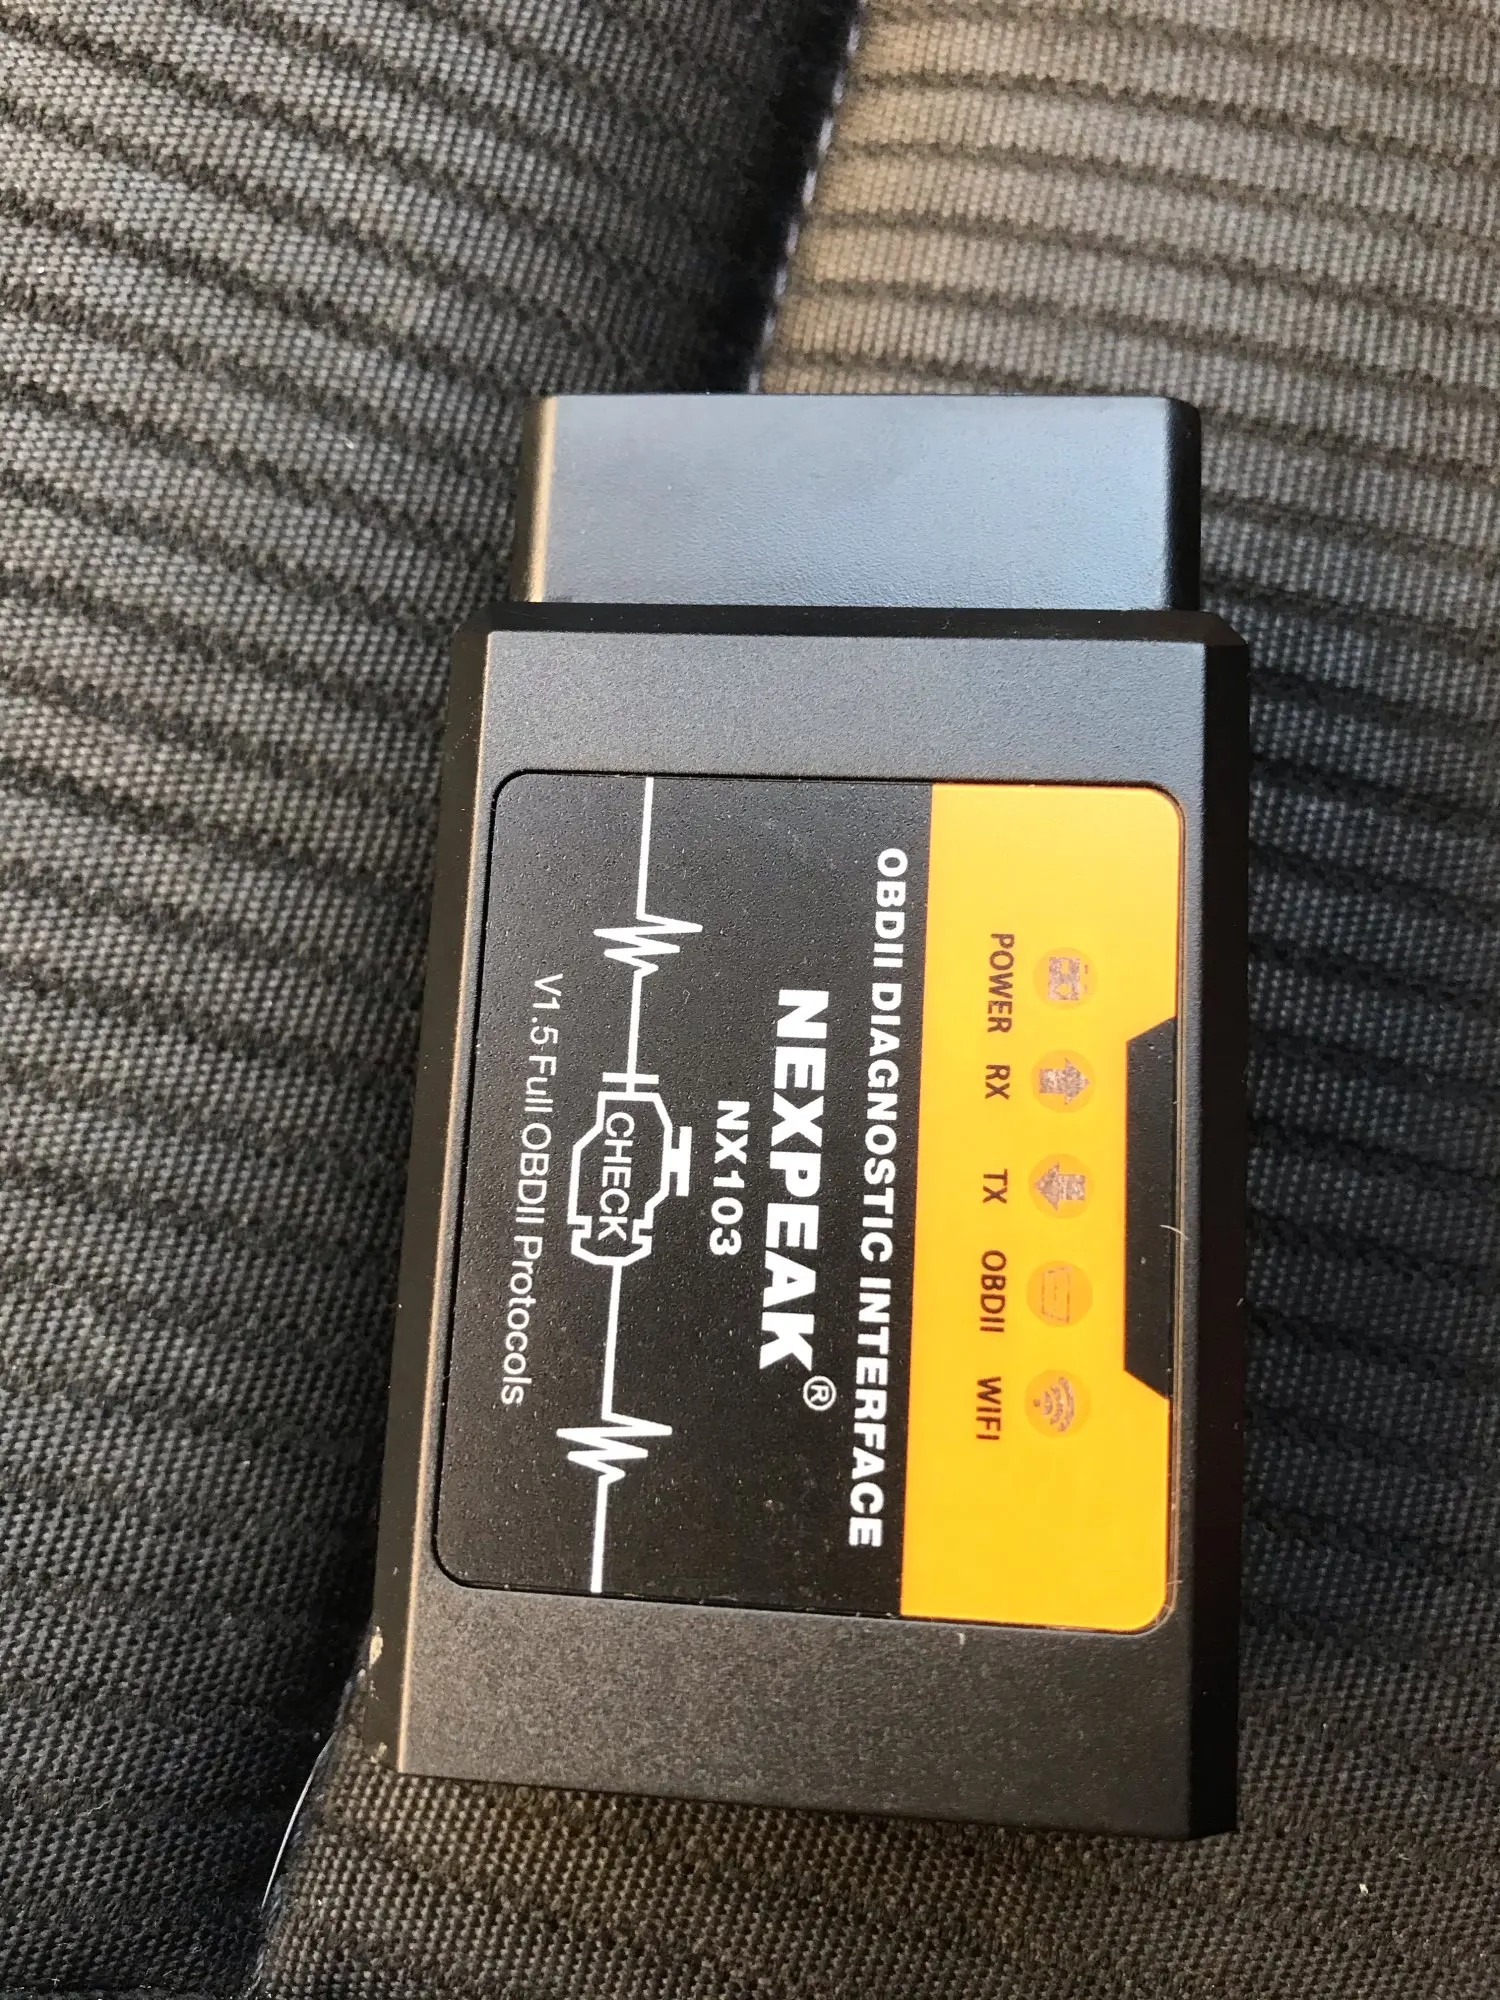 POWER RX TX OBDII WIFI
OBDII DIAGNOSTIC INTERFACE
NEXPEAK®
NX103
CHECK
V1.5 Full OBDII Protocols